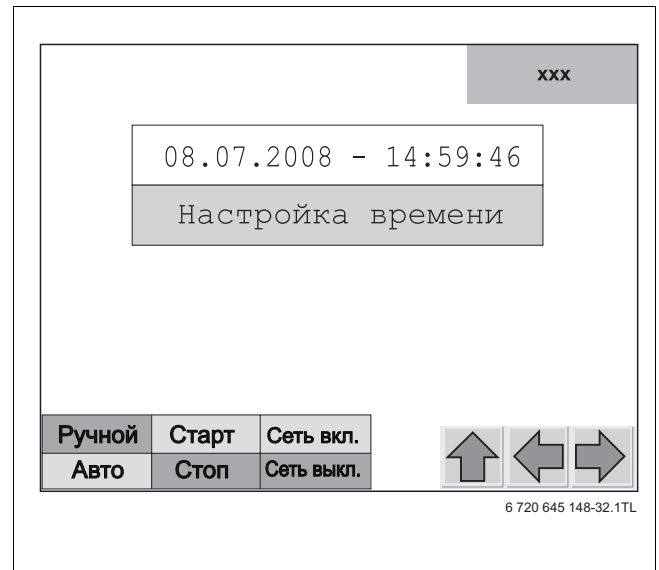 xxx
08.07.2008 - 14:59:46
Настройка времени
Ручной Старт Сеть вкл.
Авто Стоп Сеть выкл.
6 720 645 148-32.1TL